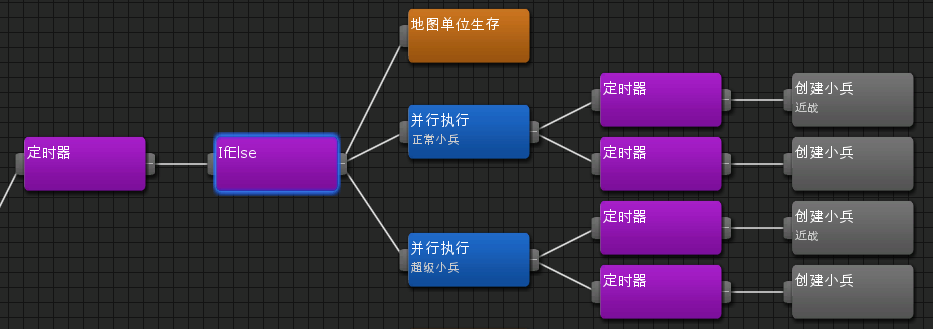 定时器
IfElse
地图单位生存
并行执行
正常小兵
定时器
创建小兵
近战
定时器
创建小兵
并行执行
超级小兵
定时器
创建小兵
近战
定时器
创建小兵